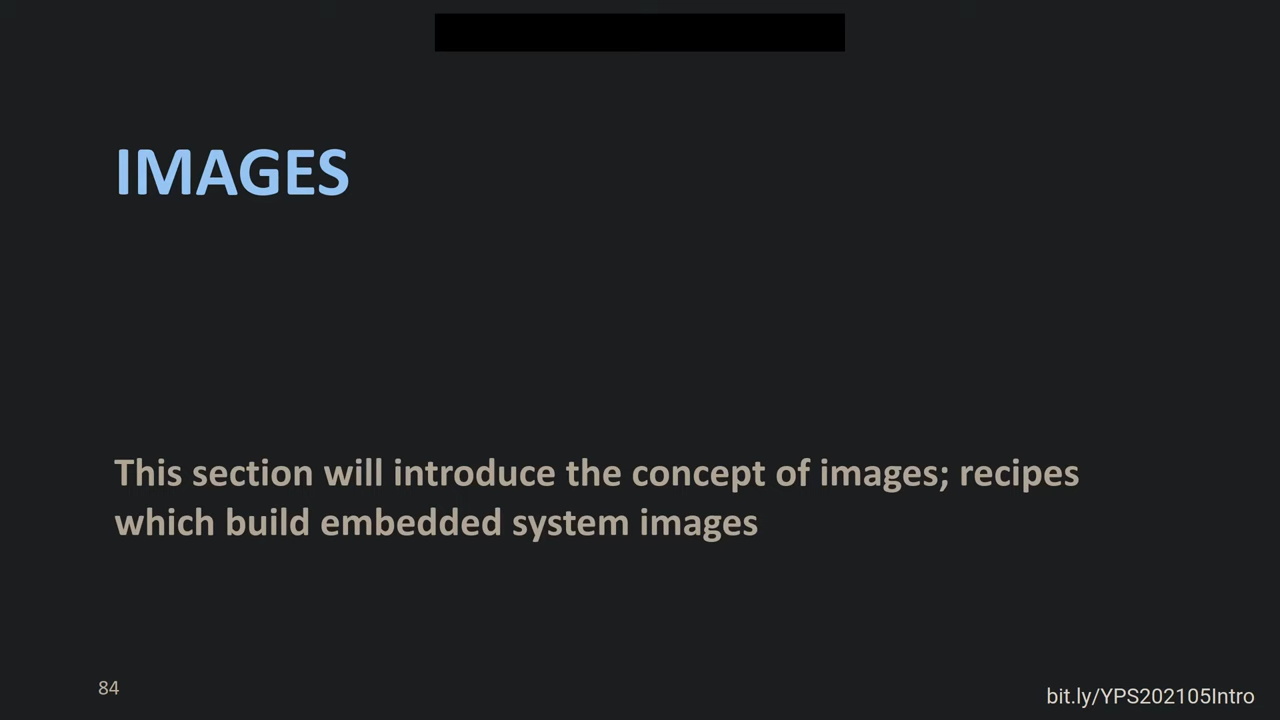 IMAGES
This section will introduce the concept of images; recipes
which build embedded system images
84
bit.ly/YPS202105Intro